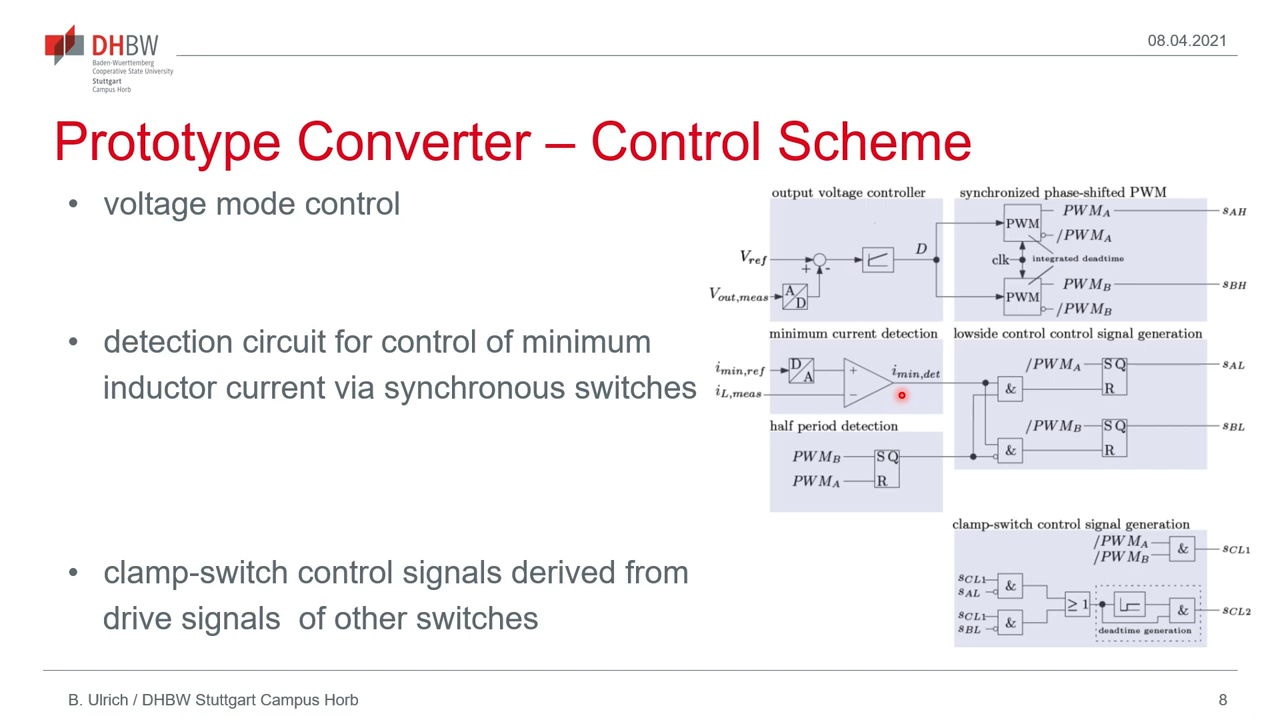 DHBW
Baden-Wuerttemberg
Cooperative State University
Stuttgart
Campus Horb
08.04.2021
Prototype Converter – Control Scheme
• voltage mode control
• detection circuit for control of minimum
inductor current via synchronous switches
• clamp-switch control signals derived from
drive signals of other switches
output voltage controller
V_ref
+
-
D
V_out,meas
A
D
synchronized phase-shifted PWM
PWM
PWM_A
s_AH
/PWM_A
clk
integrated deadtime
PWM
PWM_B
s_BH
/PWM_B
minimum current detection
i_min,ref
D
A
+
i_min,det
i_L,meas
−
lowside control control signal generation
/PWM_A
S Q
s_AL
&
R
/PWM_B
S Q
s_BL
&
R
half period detection
PWM_B
S Q
PWM_A
R
clamp-switch control signal generation
/PWM_A
/PWM_B
&
s_CL1
s_CL1
s_AL
&
≥ 1
&
s_CL2
s_CL1
s_BL
&
deadtime generation
B. Ulrich / DHBW Stuttgart Campus Horb
8